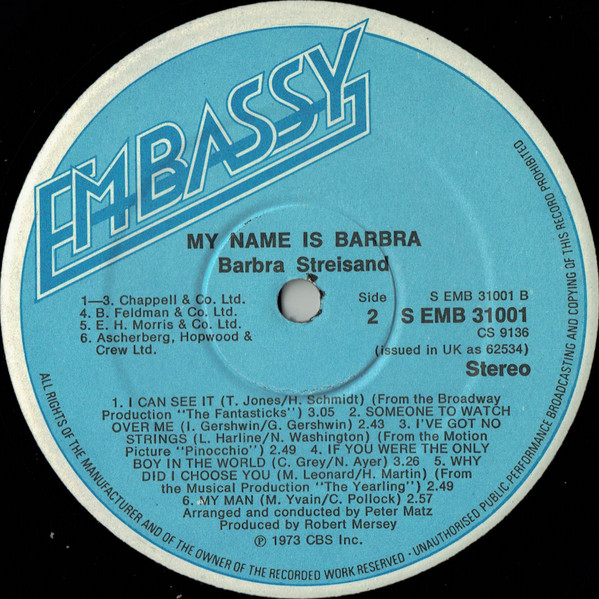 EMBASSY
MY NAME IS BARBRA
Barbra Streisand
1—3. Chappell & Co. Ltd.
4. B. Feldman & Co. Ltd.
5. E. H. Morris & Co. Ltd.
6. Ascherberg, Hopwood &
Crew Ltd.
Side
2
S EMB 31001 B
S EMB 31001
CS 9136
(issued in UK as 62534)
Stereo
1. I CAN SEE IT (T. Jones/H. Schmidt) (From the Broadway
Production "The Fantasticks") 3.05 2. SOMEONE TO WATCH
OVER ME (I. Gershwin/G. Gershwin) 2.43 3. I'VE GOT NO
STRINGS (L. Harline/N. Washington) (From the Motion
Picture "Pinocchio") 2.49 4. IF YOU WERE THE ONLY
BOY IN THE WORLD (C. Grey/N. Ayer) 3.26 5. WHY
DID I CHOOSE YOU (M. Leonard/H. Martin) (From
the Musical Production "The Yearling") 2.49
6. MY MAN (M. Yvain/C. Pollock) 2.57
Arranged and conducted by Peter Matz
Produced by Robert Mersey
℗ 1973 CBS Inc.
ALL RIGHTS OF THE MANUFACTURER AND OF THE OWNER OF THE RECORDED WORK RESERVED · UNAUTHORISED PUBLIC PERFORMANCE BROADCASTING AND COPYING OF THIS RECORD PROHIBITED